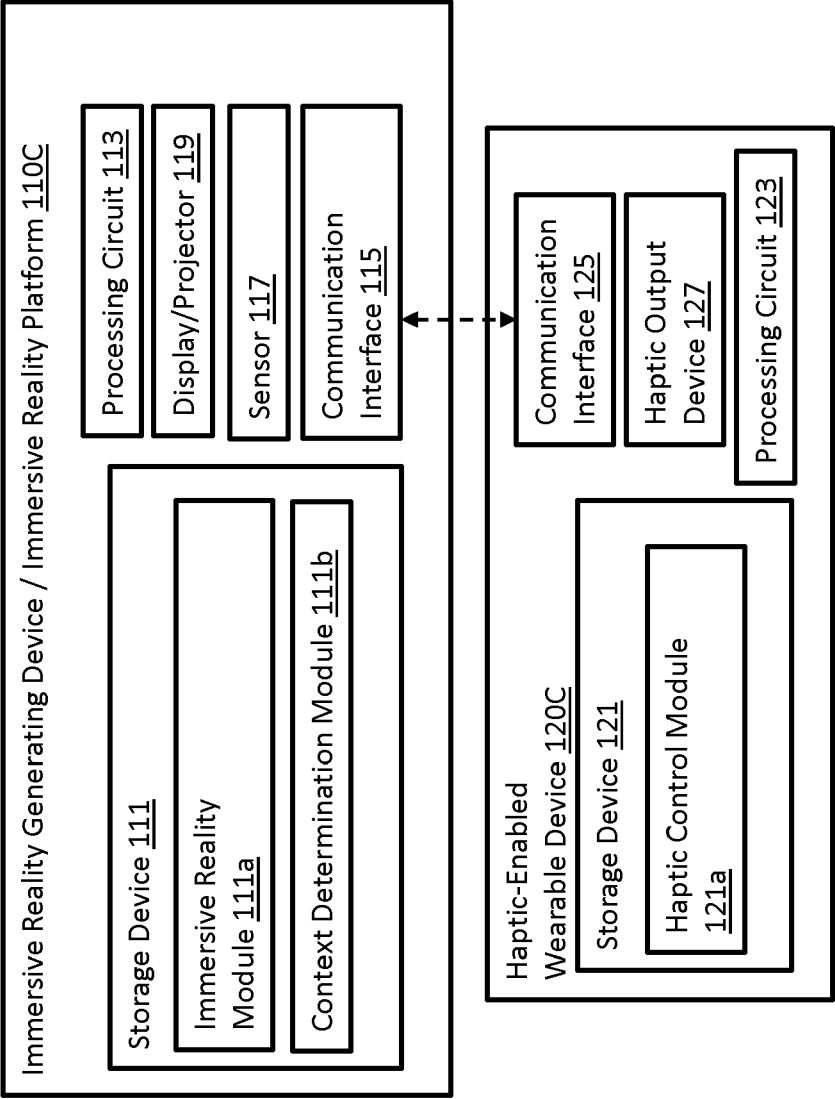 Immersive Reality Generating Device / Immersive Reality Platform 110C
Storage Device 111
Immersive Reality
Module 111a
Context Determination Module 111b
Processing Circuit 113
Display/Projector 119
Sensor 117
Communication
Interface 115
Haptic-Enabled
Wearable Device 120C
Storage Device 121
Haptic Control Module
121a
Communication
Interface 125
Haptic Output
Device 127
Processing Circuit 123